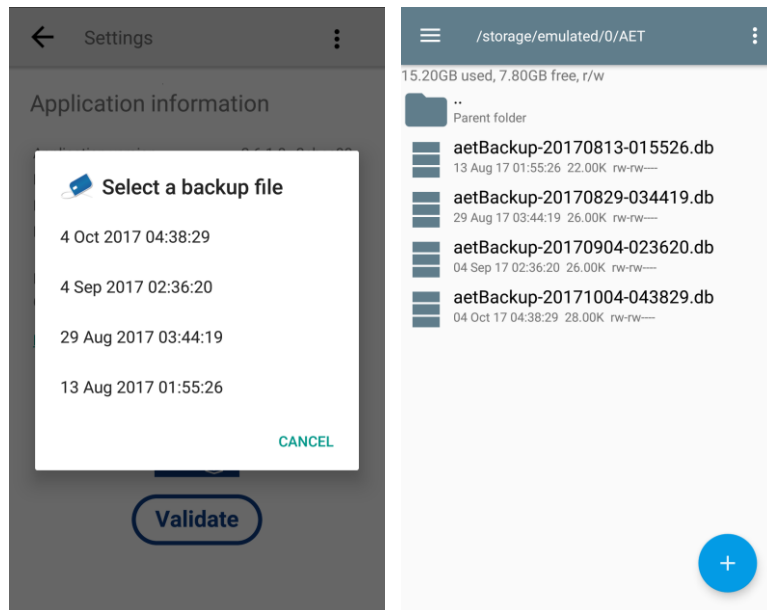 Settings
Application information
Select a backup file
4 Oct 2017 04:38:29
4 Sep 2017 02:36:20
29 Aug 2017 03:44:19
13 Aug 2017 01:55:26
CANCEL
Validate
/storage/emulated/0/AET
15.20GB used, 7.80GB free, r/w
..
Parent folder
aetBackup-20170813-015526.db
13 Aug 17 01:55:26 22.00K rw-rw----
aetBackup-20170829-034419.db
29 Aug 17 03:44:19 26.00K rw-rw----
aetBackup-20170904-023620.db
04 Sep 17 02:36:20 26.00K rw-rw----
aetBackup-20171004-043829.db
04 Oct 17 04:38:29 28.00K rw-rw----